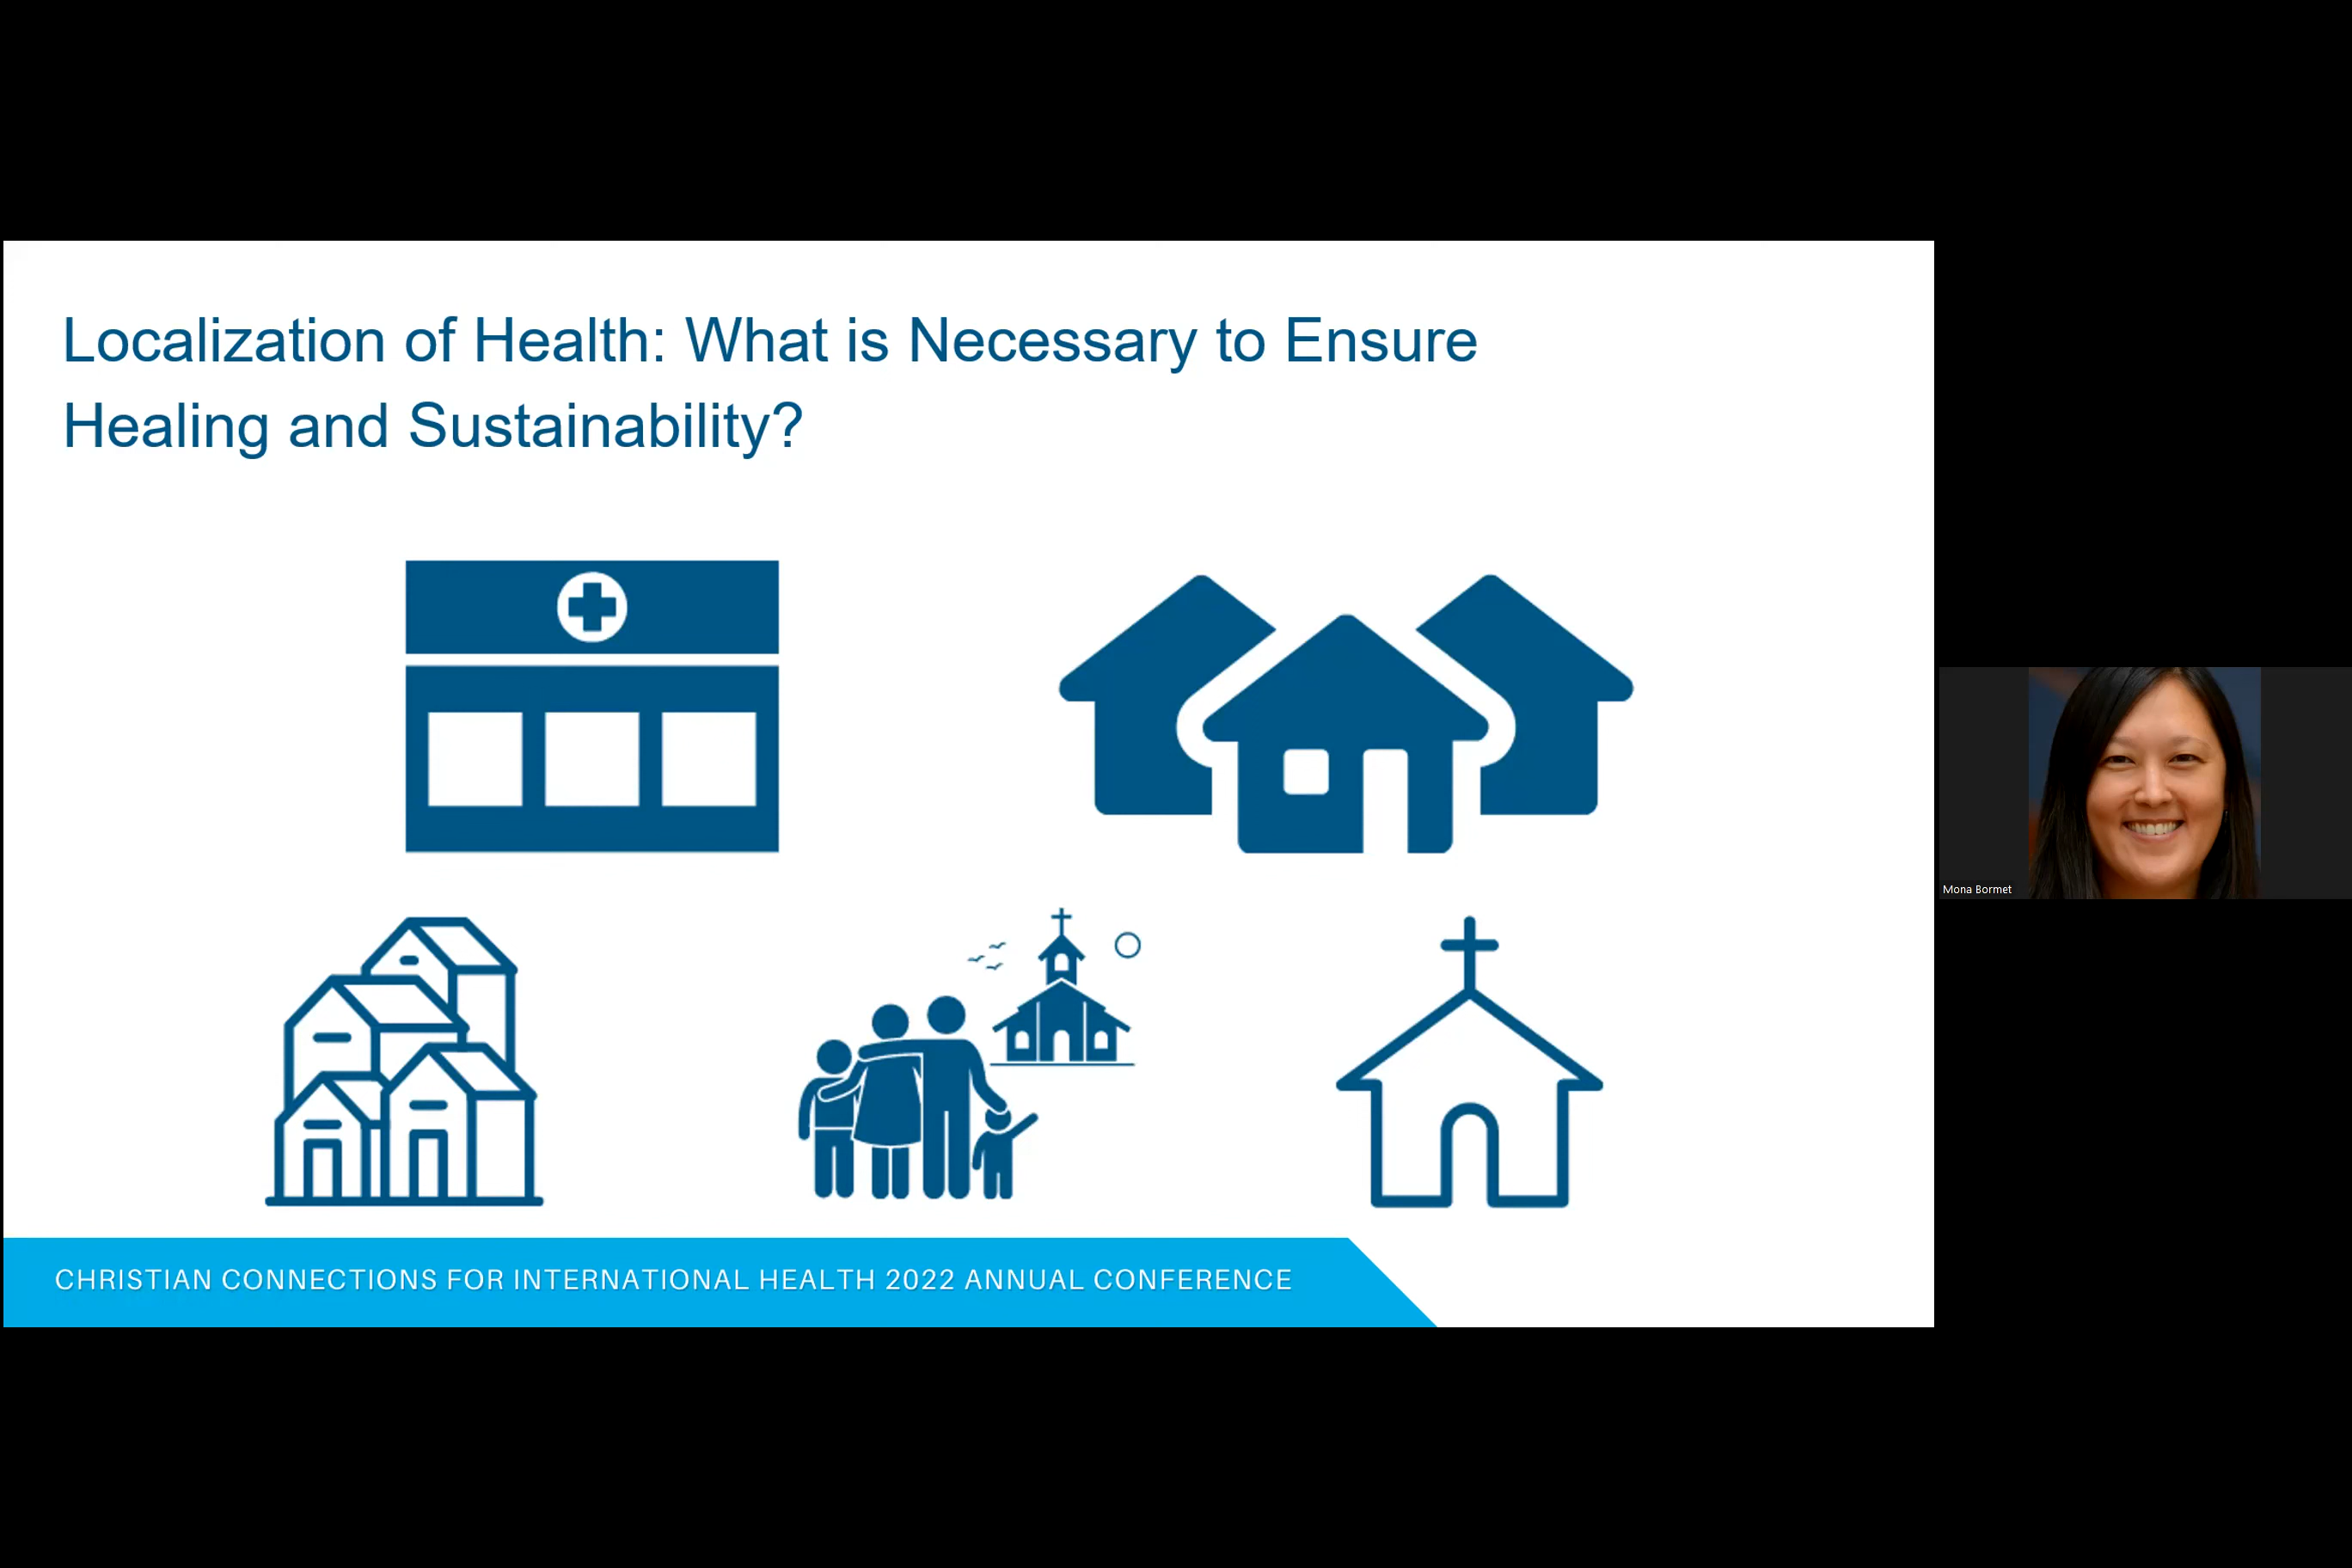 Localization of Health: What is Necessary to Ensure
Healing and Sustainability?
Mona Bormet
CHRISTIAN CONNECTIONS FOR INTERNATIONAL HEALTH 2022 ANNUAL CONFERENCE